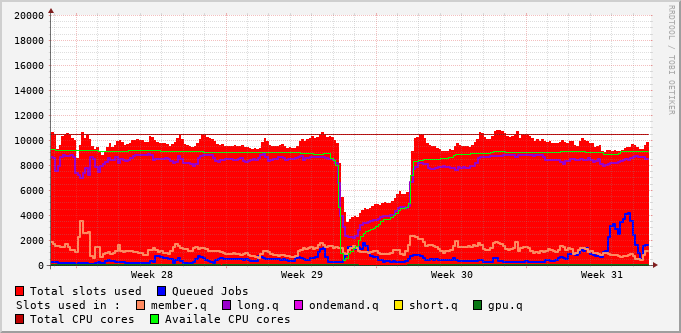 RRDTOOL / TOBI OETIKER
20000
18000
16000
14000
12000
10000
8000
6000
4000
2000
0
Week 28 Week 29 Week 30 Week 31
Total slots used Queued Jobs
Slots used in : member.q long.q ondemand.q short.q gpu.q
Total CPU cores Availale CPU cores